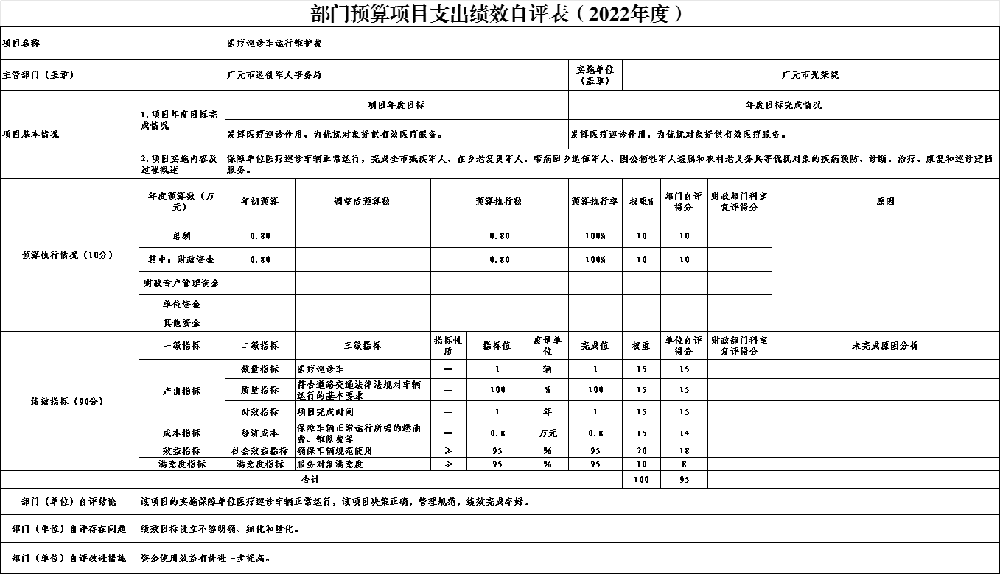 部门预算项目支出绩效自评表（2022年度）
项目名称 医疗巡诊车运行维护费
主管部门（盖章） 广元市退役军人事务局 实施单位（盖章） 广元市光荣院
项目基本情况 1.项目年度目标完成情况 项目年度目标 年度目标完成情况
发挥医疗巡诊作用，为优抚对象提供有效医疗服务。 发挥医疗巡诊作用，为优抚对象提供有效医疗服务。
2.项目实施内容及过程概述 保障单位医疗巡诊车辆正常运行，完成全市残疾军人、在乡老复员军人、带病回乡退伍军人、因公牺牲军人遗属和农村老义务兵等优抚对象的疾病预防、诊断、治疗、康复和巡诊建档服务。
预算执行情况（10分） 年度预算数（万元） 年初预算 调整后预算数 预算执行数 预算执行率 权重% 部门自评得分 财政部门科室复评得分 原因
总额 0.80 0.80 100% 10 10
其中：财政资金 0.80 0.80 100% 10 10
财政专户管理资金
单位资金
其他资金
绩效指标（90分） 一级指标 二级指标 三级指标 指标性质 指标值 度量单位 完成值 权重 单位自评得分 财政部门科室复评得分 未完成原因分析
产出指标 数量指标 医疗巡诊车 ＝ 1 辆 1 15 15
质量指标 符合道路交通法律法规对车辆运行的基本要求 ＝ 100 % 100 15 15
时效指标 项目完成时间 ＝ 1 年 1 15 15
成本指标 经济成本 保障车辆正常运行所需的燃油费、维修费等 ＝ 0.8 万元 0.8 15 14
效益指标 社会效益指标 确保车辆规范使用 ≥ 95 % 95 20 18
满意度指标 满意度指标 服务对象满意度 ≥ 95 % 95 10 8
合计 100 95
部门（单位）自评结论 该项目的实施保障单位医疗巡诊车辆正常运行，该项目决策正确，管理规范，绩效完成率好。
部门（单位）自评存在问题 绩效目标设立不够明确、细化和量化。
部门（单位）自评改进措施 资金使用效益有待进一步提高。